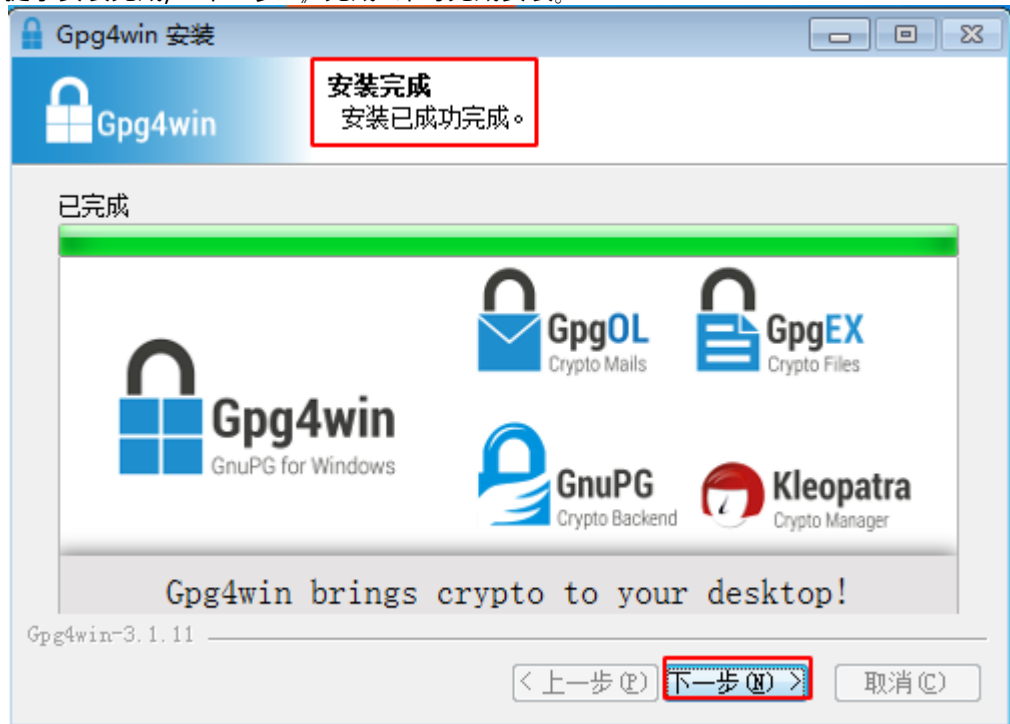 Gpg4win 安装
Gpg4win
安装完成
安装已成功完成。
已完成
GpgOL
Crypto Mails
GpgEX
Crypto Files
Gpg4win
GnuPG for Windows
GnuPG
Crypto Backend
Kleopatra
Crypto Manager
Gpg4win brings crypto to your desktop!
Gpg4win-3.1.11
< 上一步(P)
下一步(N) >
取消(C)